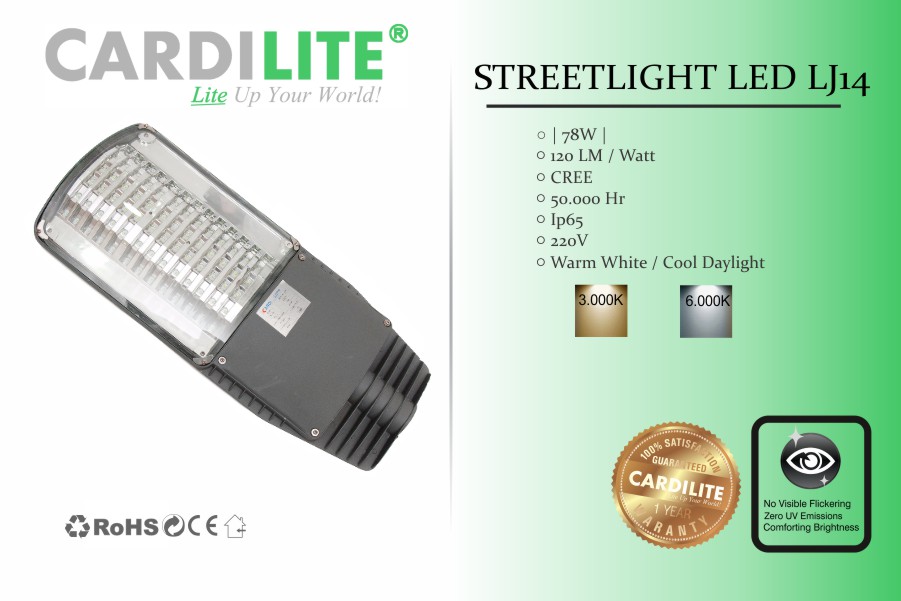 CARDILITE®
Lite Up Your World!
STREETLIGHT LED LJ14
| 78W |
120 LM / Watt
CREE
50.000 Hr
Ip65
220V
Warm White / Cool Daylight
3.000K
6.000K
100% SATISFACTION
GUARANTEED
CARDILITE
Lite Up Your World!
1 YEAR
WARANTY
No Visible Flickering
Zero UV Emissions
Comforting Brightness
RoHS CE